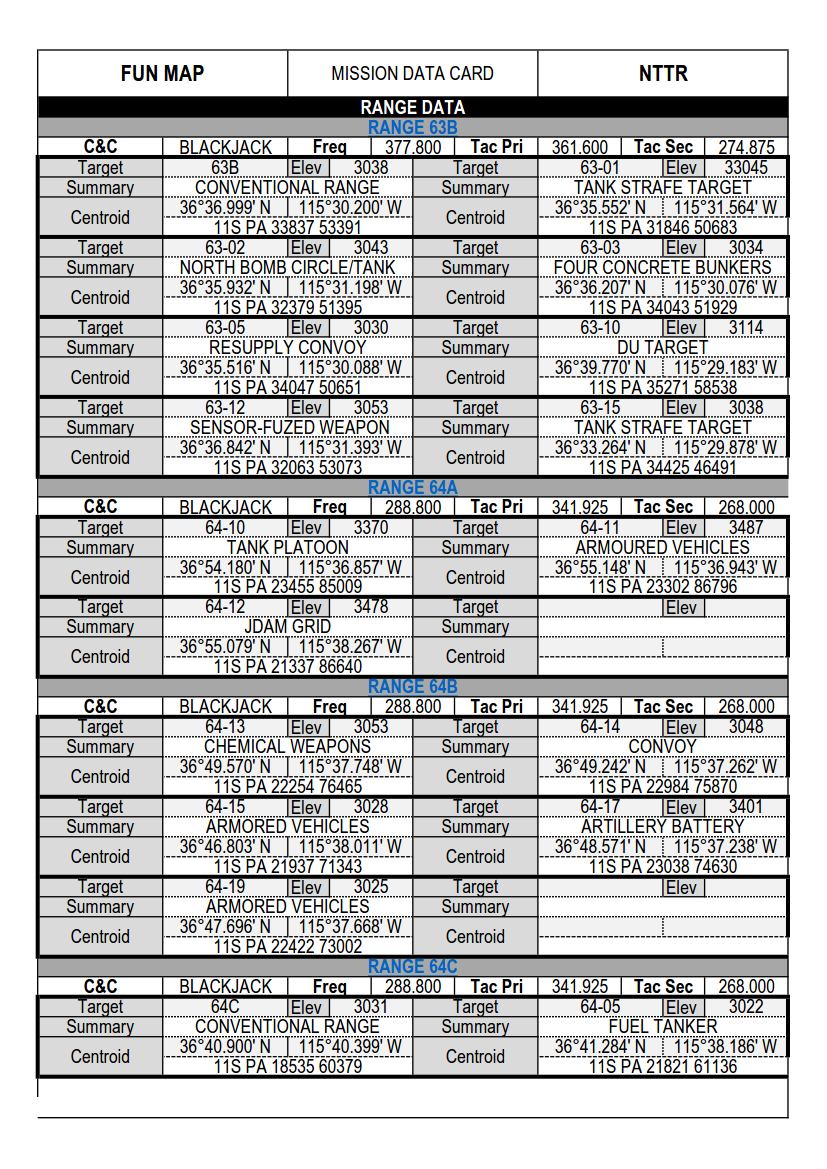 FUN MAP MISSION DATA CARD NTTR
RANGE DATA
RANGE 63B
C&C BLACKJACK Freq 377.800 Tac Pri 361.600 Tac Sec 274.875
Target 63B Elev 3038 Target 63-01 Elev 33045
Summary CONVENTIONAL RANGE Summary TANK STRAFE TARGET
Centroid 36°36.999' N 115°30.200' W Centroid 36°35.552' N 115°31.564' W
11S PA 33837 53391 11S PA 31846 50683
Target 63-02 Elev 3043 Target 63-03 Elev 3034
Summary NORTH BOMB CIRCLE/TANK Summary FOUR CONCRETE BUNKERS
Centroid 36°35.932' N 115°31.198' W Centroid 36°36.207' N 115°30.076' W
11S PA 32379 51395 11S PA 34043 51929
Target 63-05 Elev 3030 Target 63-10 Elev 3114
Summary RESUPPLY CONVOY Summary DU TARGET
Centroid 36°35.516' N 115°30.088' W Centroid 36°39.770' N 115°29.183' W
11S PA 34047 50651 11S PA 35271 58538
Target 63-12 Elev 3053 Target 63-15 Elev 3038
Summary SENSOR-FUZED WEAPON Summary TANK STRAFE TARGET
Centroid 36°36.842' N 115°31.393' W Centroid 36°33.264' N 115°29.878' W
11S PA 32063 53073 11S PA 34425 46491
RANGE 64A
C&C BLACKJACK Freq 288.800 Tac Pri 341.925 Tac Sec 268.000
Target 64-10 Elev 3370 Target 64-11 Elev 3487
Summary TANK PLATOON Summary ARMOURED VEHICLES
Centroid 36°54.180' N 115°36.857' W Centroid 36°55.148' N 115°36.943' W
11S PA 23455 85009 11S PA 23302 86796
Target 64-12 Elev 3478 Target Elev
Summary JDAM GRID Summary
Centroid 36°55.079' N 115°38.267' W Centroid
11S PA 21337 86640
RANGE 64B
C&C BLACKJACK Freq 288.800 Tac Pri 341.925 Tac Sec 268.000
Target 64-13 Elev 3053 Target 64-14 Elev 3048
Summary CHEMICAL WEAPONS Summary CONVOY
Centroid 36°49.570' N 115°37.748' W Centroid 36°49.242' N 115°37.262' W
11S PA 22254 76465 11S PA 22984 75870
Target 64-15 Elev 3028 Target 64-17 Elev 3401
Summary ARMORED VEHICLES Summary ARTILLERY BATTERY
Centroid 36°46.803' N 115°38.011' W Centroid 36°48.571' N 115°37.238' W
11S PA 21937 71343 11S PA 23038 74630
Target 64-19 Elev 3025 Target Elev
Summary ARMORED VEHICLES Summary
Centroid 36°47.696' N 115°37.668' W Centroid
11S PA 22422 73002
RANGE 64C
C&C BLACKJACK Freq 288.800 Tac Pri 341.925 Tac Sec 268.000
Target 64C Elev 3031 Target 64-05 Elev 3022
Summary CONVENTIONAL RANGE Summary FUEL TANKER
Centroid 36°40.900' N 115°40.399' W Centroid 36°41.284' N 115°38.186' W
11S PA 18535 60379 11S PA 21821 61136